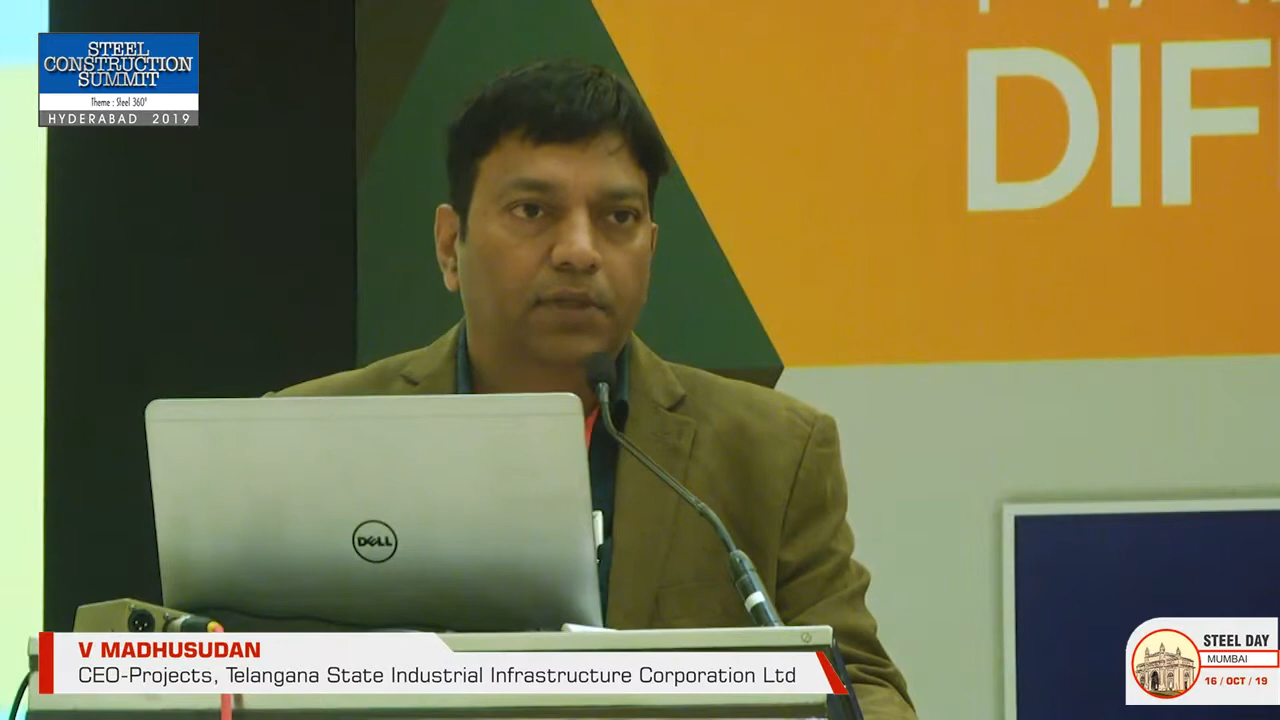 STEEL
CONSTRUCTION
SUMMIT
Theme : Steel 360°
HYDERABAD 2019
DIF
DELL
V MADHUSUDAN
CEO-Projects, Telangana State Industrial Infrastructure Corporation Ltd
STEEL DAY
MUMBAI
16 / OCT / 19